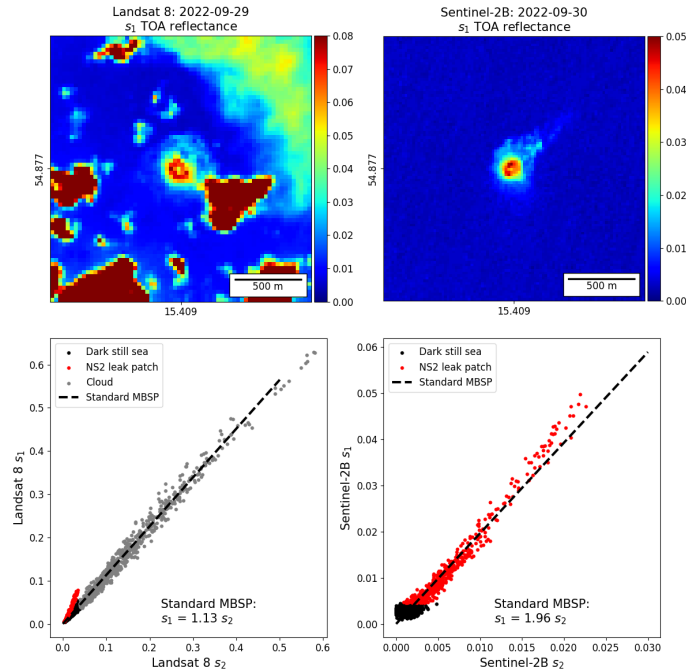 Landsat 8: 2022-09-29
s₁ TOA reflectance
Sentinel-2B: 2022-09-30
s₁ TOA reflectance
0.08
0.07
0.06
0.05
0.04
0.03
0.02
0.01
0.00
54.877
15.409
500 m
0.05
0.04
0.03
0.02
0.01
0.00
54.877
15.409
500 m
Dark still sea
NS2 leak patch
Cloud
Standard MBSP
0.6
0.5
0.4
0.3
0.2
0.1
0.0
Landsat 8 s₁
Standard MBSP:
s₁ = 1.13 s₂
0.0
0.1
0.2
0.3
0.4
0.5
0.6
Landsat 8 s₂
Dark still sea
NS2 leak patch
Standard MBSP
0.06
0.05
0.04
0.03
0.02
0.01
0.00
Sentinel-2B s₁
Standard MBSP:
s₁ = 1.96 s₂
0.000
0.005
0.010
0.015
0.020
0.025
0.030
Sentinel-2B s₂